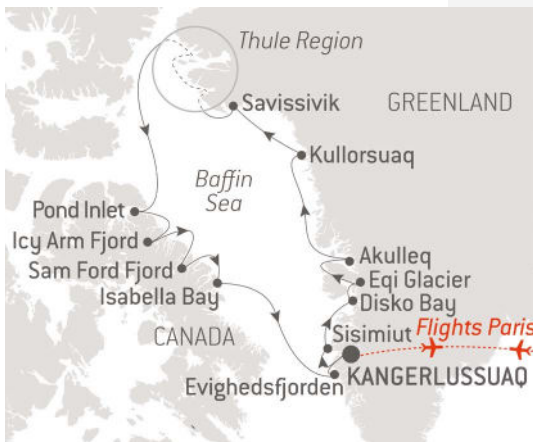 Thule Region
Savissivik
GREENLAND
Kullorsuaq
Baffin
Sea
Pond Inlet
Icy Arm Fjord
Sam Ford Fjord
Isabella Bay
Akulleq
Eqi Glacier
Disko Bay
CANADA
Sisimiut
Flights Paris
Evighedsfjorden
KANGERLUSSUAQ